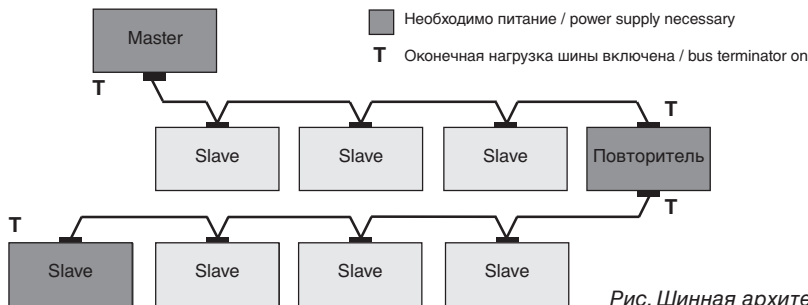 Master
Необходимо питание / power supply necessary
T Оконечная нагрузка шины включена / bus terminator on
T
T
Slave Slave Slave Повторитель
T
T
Slave Slave Slave Slave
Рис. Шинная